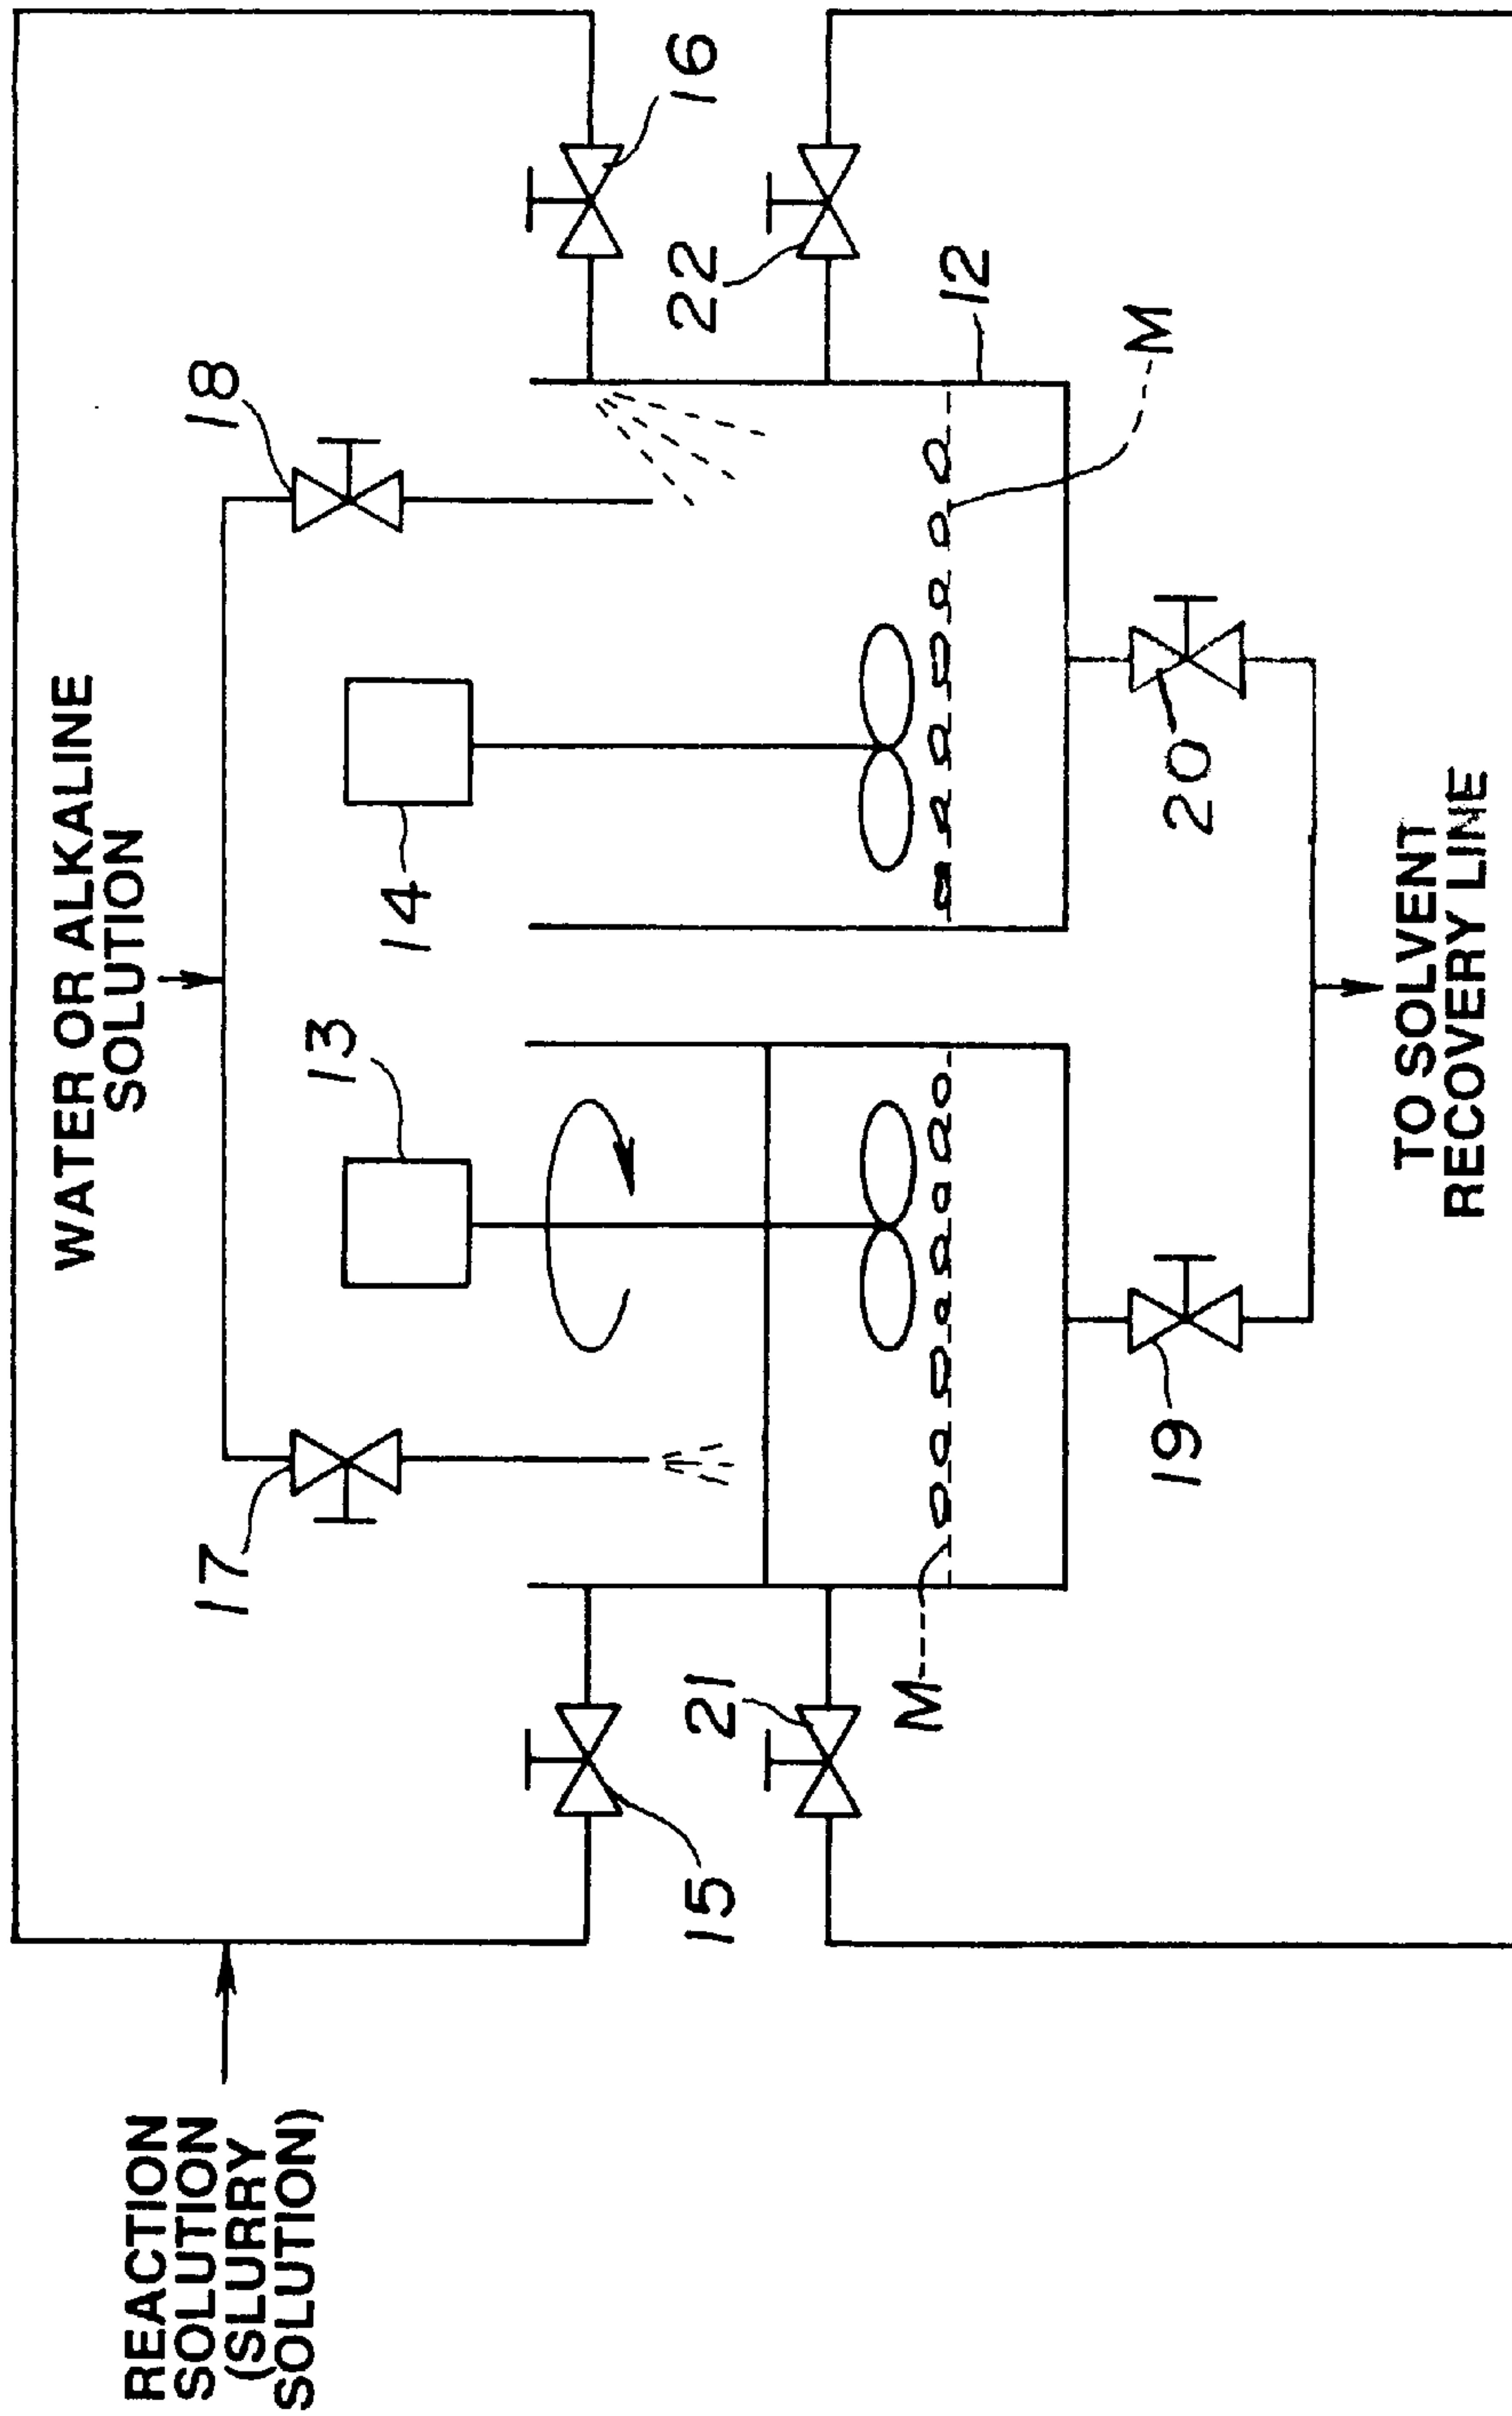 REACTION
SOLUTION
(SLURRY
SOLUTION)
WATER OR ALKALINE
SOLUTION
17
13
14
18
15
21
M
16
22
12
M
19
20
TO SOLVENT
RECOVERY LINE